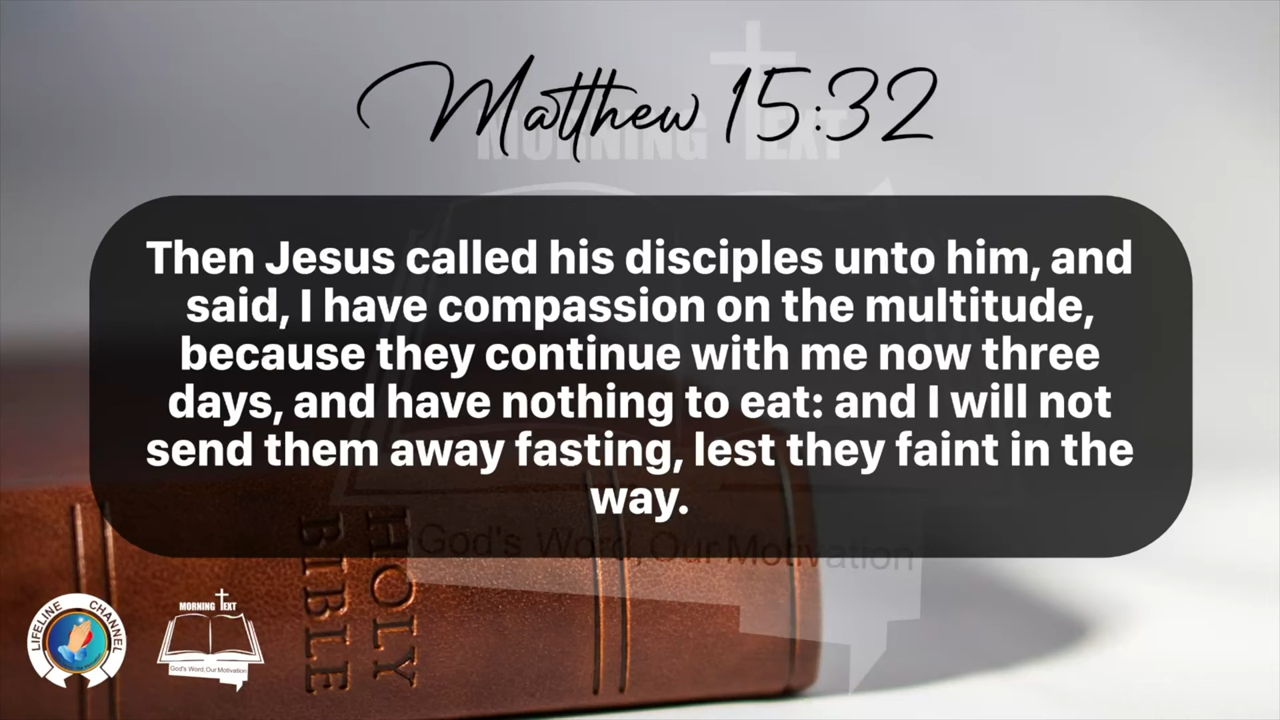 Matthew 15:32
MORNING TEXT
Then Jesus called his disciples unto him, and
said, I have compassion on the multitude,
because they continue with me now three
days, and have nothing to eat: and I will not
send them away fasting, lest they faint in the
way.
God's Word, Our Motivation
HOLY
BIBLE
LIFELINE CHANNEL
MORNING TEXT
God's Word, Our Motivation